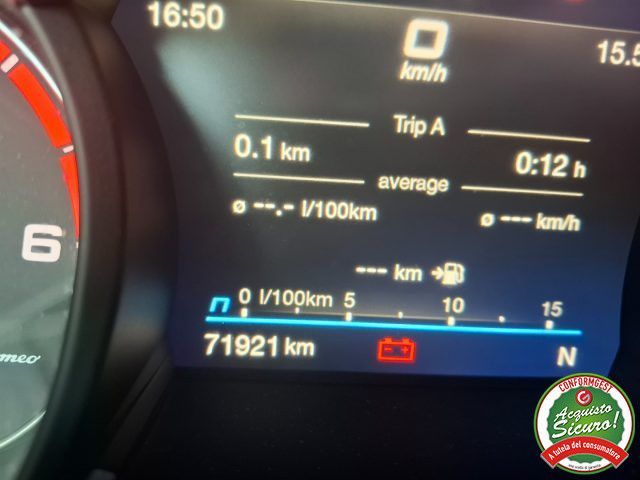 16:50
0
km/h
15.5
Trip A
0.1 km
0:12 h
average
ø --.- l/100km
ø --- km/h
--- km
0 l/100km 5 10 15
71921 km
N
6
meo
CONFORMGEST
Acquisto
Sicuro!
A tutela del consumatore